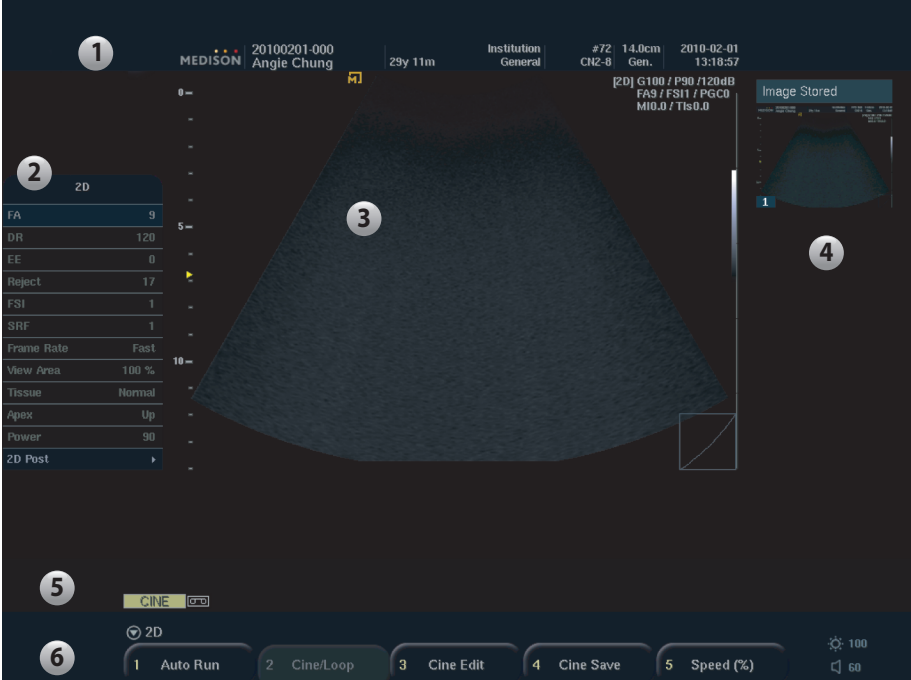 1
MEDISON
20100201-000
Angie Chung
29y 11m
Institution
General
#72
CN2-8
14.0cm
Gen.
2010-02-01
13:18:57
M
[2D] G100 / P90 /120dB
FA9 / FSI1 / PGC0
MI0.0 / TIs0.0
0
5
10
2
2D
FA 9
DR 120
EE 0
Reject 17
FSI 1
SRF 1
Frame Rate Fast
View Area 100 %
Tissue Normal
Apex Up
Power 90
2D Post
3
Image Stored
1
4
5
CINE
6
2D
1 Auto Run
2 Cine/Loop
3 Cine Edit
4 Cine Save
5 Speed (%)
100
60